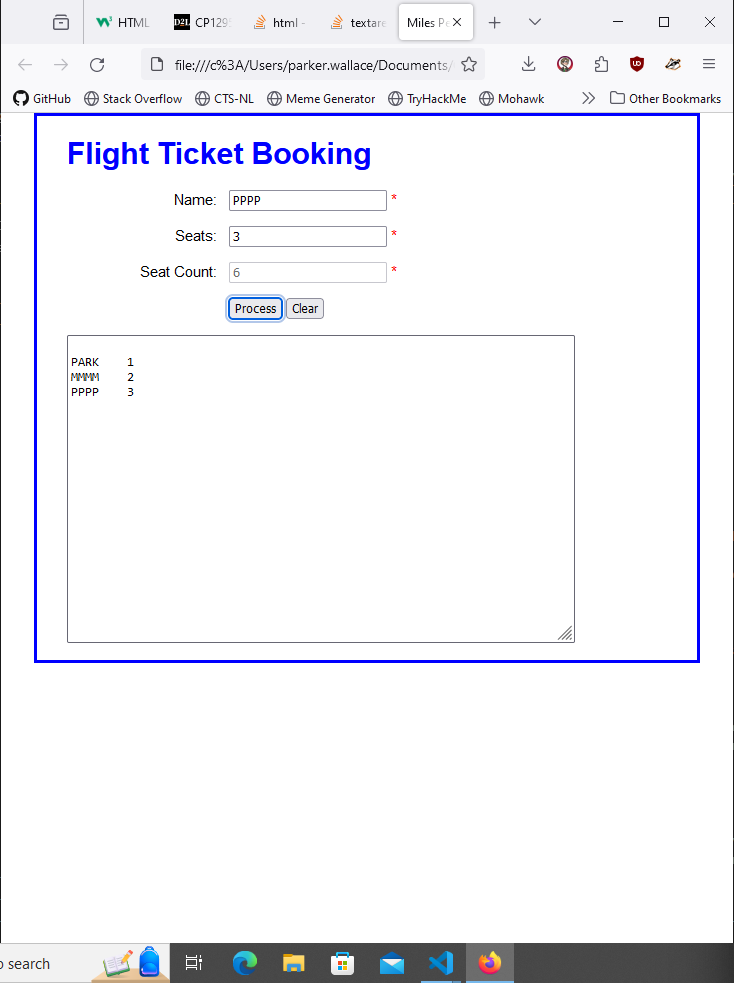 HTML
D2L CP129
html -
textare
Miles Pe
file:///c%3A/Users/parker.wallace/Documents/
GitHub Stack Overflow CTS-NL Meme Generator TryHackMe Mohawk Other Bookmarks
Flight Ticket Booking
Name: PPPP *
Seats: 3 *
Seat Count: 6 *
Process Clear
PARK 1
MMMM 2
PPPP 3
search